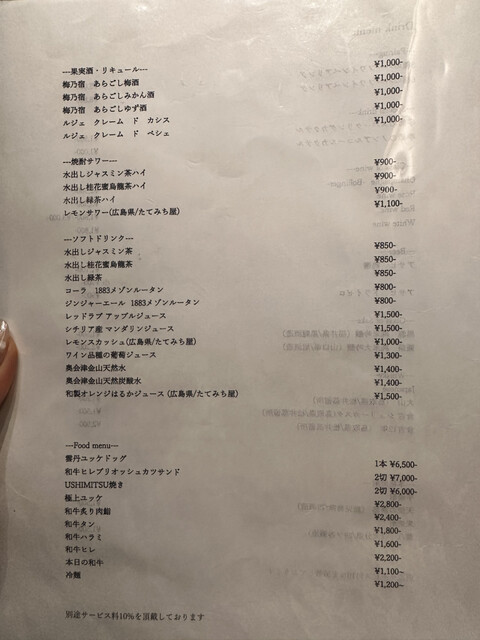 ---果実酒・リキュール---
梅乃宿 あらごし梅酒 ¥1,000-
梅乃宿 あらごしみかん酒 ¥1,000-
梅乃宿 あらごしゆず酒 ¥1,000-
ルジェ クレーム ド カシス ¥1,000-
ルジェ クレーム ド ペシェ ¥1,000-
---焼酎サワー---
水出しジャスミン茶ハイ ¥900-
水出し桂花蜜烏龍茶ハイ ¥900-
水出し緑茶ハイ ¥900-
レモンサワー(広島県/たてみち屋) ¥1,100-
---ソフトドリンク---
水出しジャスミン茶 ¥850-
水出し桂花蜜烏龍茶 ¥850-
水出し緑茶 ¥850-
コーラ 1883メゾンルータン ¥800-
ジンジャーエール 1883メゾンルータン ¥800-
レッドラブ アップルジュース ¥1,500-
シチリア産 マンダリンジュース ¥1,500-
レモンスカッシュ(広島県/たてみち屋) ¥1,000-
ワイン品種の葡萄ジュース ¥1,300-
奥会津金山天然水 ¥1,400-
奥会津金山天然炭酸水 ¥1,400-
和製オレンジはるかジュース (広島県/たてみち屋) ¥1,500-
---Food menu---
雲丹ユッケドッグ 1本 ¥6,500-
和牛ヒレブリオッシュカツサンド 2切 ¥7,000-
USHIMITSU焼き 2切 ¥6,000-
極上ユッケ ¥2,800-
和牛炙り肉鮨 ¥2,400-
和牛タン ¥1,800-
和牛ハラミ ¥1,600-
和牛ヒレ ¥2,200-
本日の和牛 ¥1,100~
冷麺 ¥1,200~
別途サービス料10%を頂戴しております